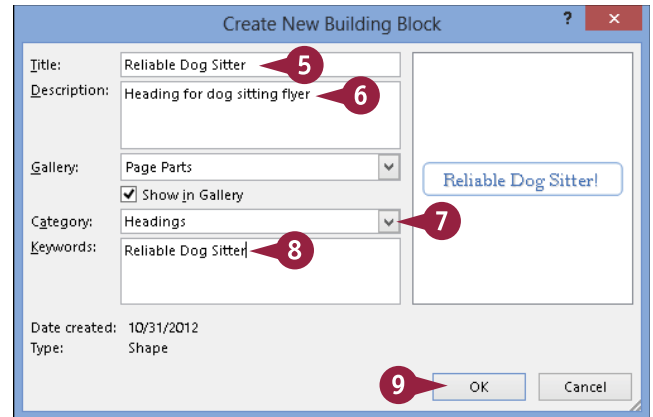 Create New Building Block
? ×
Title: Reliable Dog Sitter 5
Description: Heading for dog sitting flyer 6
Gallery: Page Parts
Show in Gallery
Reliable Dog Sitter!
Category: Headings 7
Keywords: Reliable Dog Sitter 8
Date created: 10/31/2012
Type: Shape
9 OK Cancel